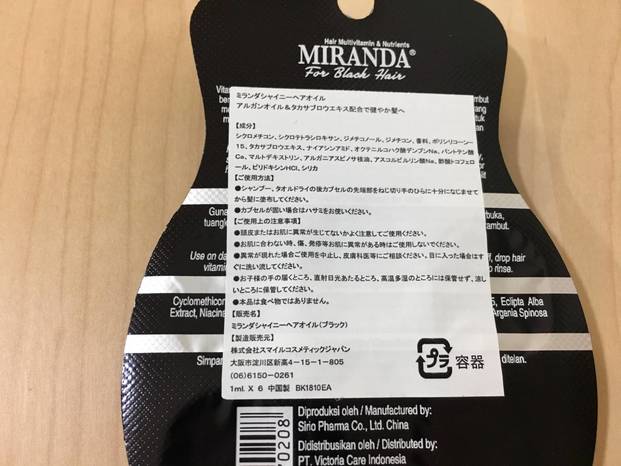 Hair Multivitamin & Nutrients
MIRANDA®
For Black Hair
ミランダシャイニーヘアオイル
アルガンオイル＆タカサブロウエキス配合で健やか髪へ
【成分】
シクロメチコン、シクロテトラシロキサン、ジメチコノール、ジメチコン、香料、ポリシリコーン-
15、タカサブロウエキス、ナイアシンアミド、オクテニルコハク酸デンプンNa、パントテン酸
Ca、マルトデキストリン、アルガニアスピノサ核油、アスコルビルリン酸Na、酢酸トコフェ
ロール、ピリドキシンHCl、シリカ
【ご使用方法】
●シャンプー、タオルドライの後カプセルの先端部をねじ切り手のひらに十分になじませて
から髪に塗布してください。
●カプセルが固い場合はハサミをお使いください。
【ご使用上の注意事項】
●頭皮またはお肌に異常が生じてないかよく注意してご使用ください。
●お肌に合わない時、傷、発疹等お肌に異常がある時はご使用しないでください。
●異常が現れた場合ご使用を中止し、皮膚科医等にご相談ください。目に入った場合はす
ぐに洗い流してください。
●お子様の手の届くところ、直射日光あたるところ、高温多湿のところには保管せず、涼し
いところに保管してください。
●本品は食べ物ではありません。
【販売名】
ミランダシャイニーヘアオイル(ブラック)
【製造販売元】
株式会社スマイルコスメティックジャパン
大阪市淀川区新高4-15-1-805
(06)6150-0261
1ml. X 6 中国製 BK1810EA
プラ 容器
Use on da
drop hair
vitamin
rinse.
Cyclomethicon
15, Eclipta Alba
Extract, Niacina
Argania Spinosa
Simpan
Diproduksi oleh / Manufactured by:
Sirio Pharma Co., Ltd. China
Didistribusikan oleh / Distributed by:
PT. Victoria Care Indonesia
70208